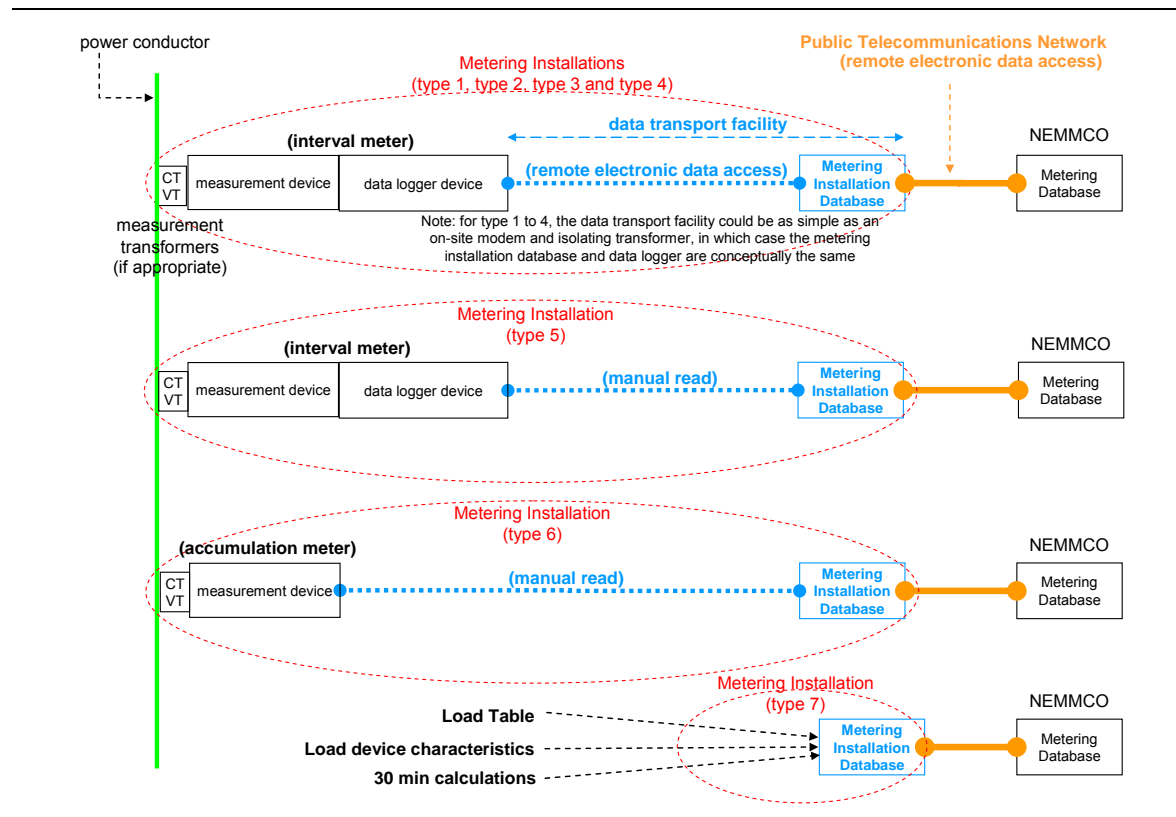 power conductor
Public Telecommunications Network
(remote electronic data access)
Metering Installations
(type 1, type 2, type 3 and type 4)
data transport facility
NEMMCO
(interval meter)
CT
VT
measurement device
data logger device
(remote electronic data access)
Metering
Installation
Database
Metering
Database
measurement
transformers
(if appropriate)
Note: for type 1 to 4, the data transport facility could be as simple as an
on-site modem and isolating transformer, in which case the metering
installation database and data logger are conceptually the same
Metering Installation
(type 5)
NEMMCO
(interval meter)
CT
VT
measurement device
data logger device
(manual read)
Metering
Installation
Database
Metering
Database
Metering Installation
(type 6)
NEMMCO
(accumulation meter)
CT
VT
measurement device
(manual read)
Metering
Installation
Database
Metering
Database
Metering Installation
(type 7)
NEMMCO
Load Table
Load device characteristics
30 min calculations
Metering
Installation
Database
Metering
Database